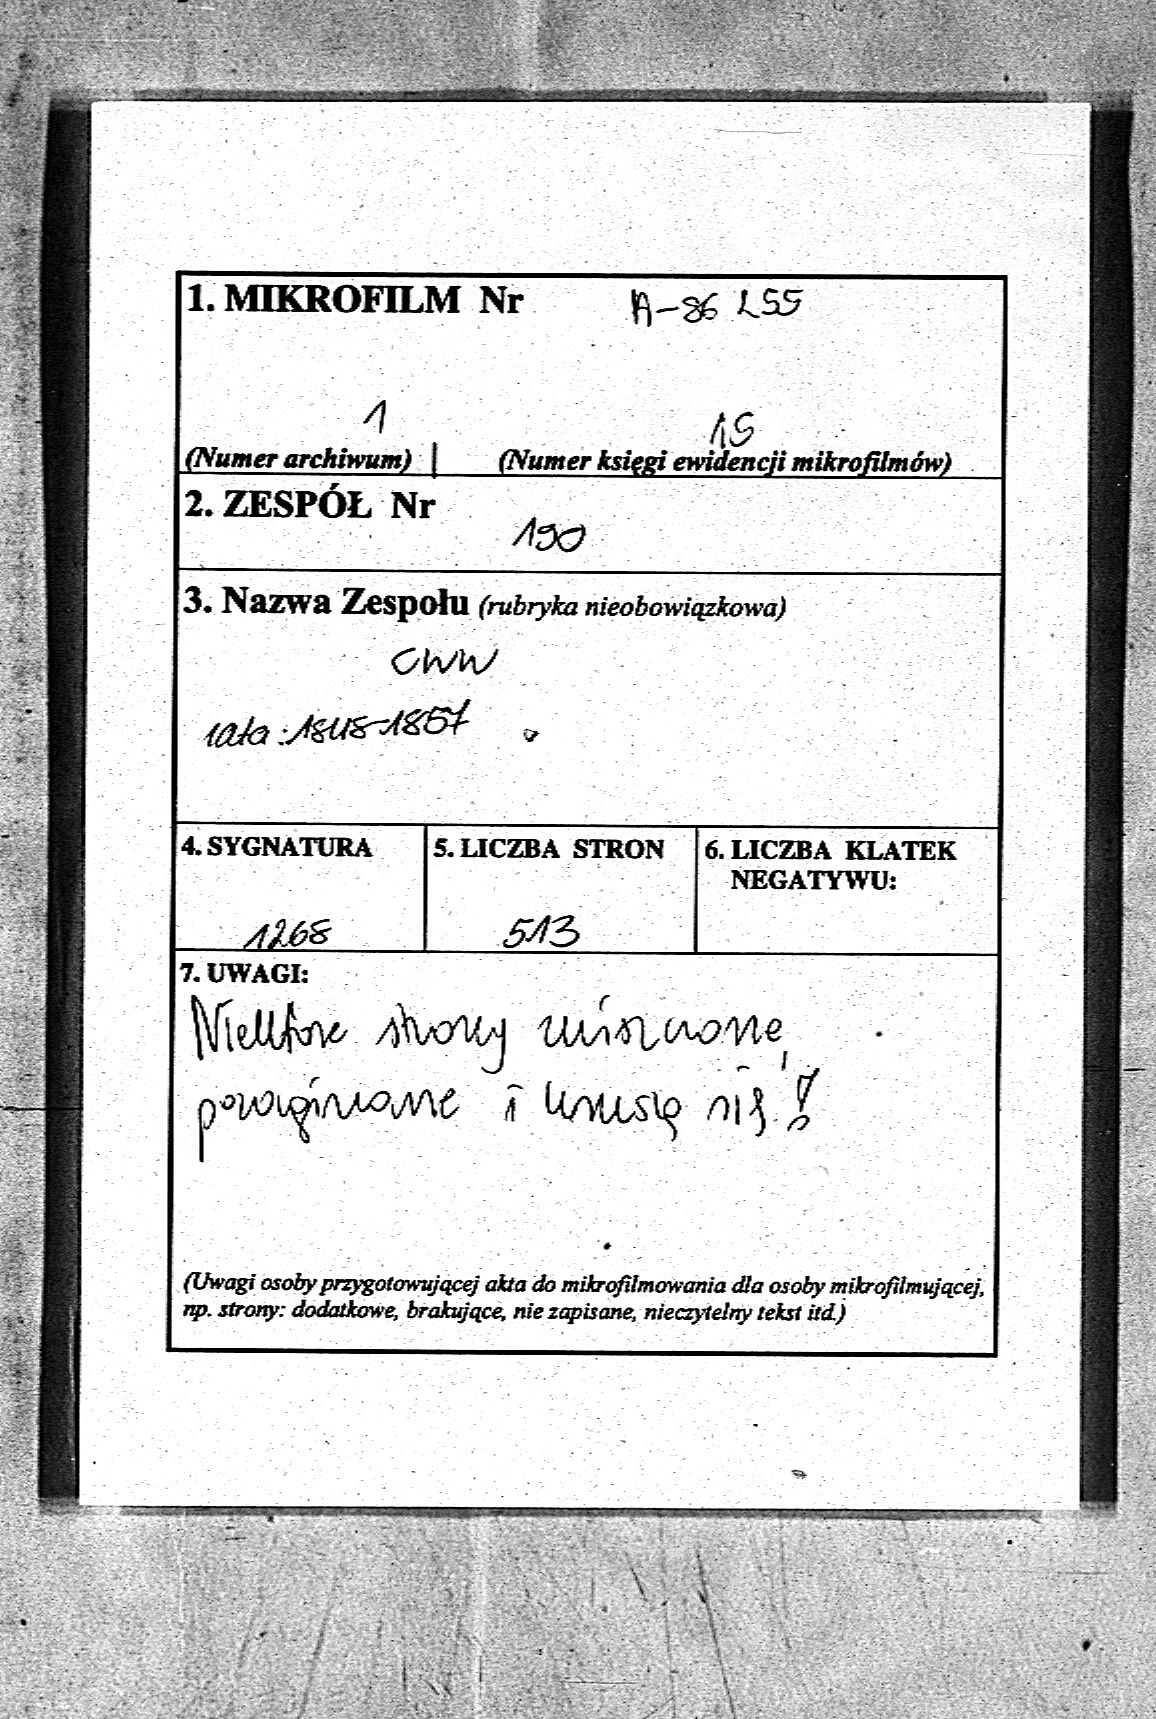 1. MIKROFILM Nr A-86 255
1 15
(Numer archiwum) | (Numer księgi ewidencji mikrofilmów)
2. ZESPÓŁ Nr
190
3. Nazwa Zespołu (rubryka nieobowiązkowa)
CWW
lata: 1848-1857
4. SYGNATURA 5. LICZBA STRON 6. LICZBA KLATEK
NEGATYWU:
1268 513
7. UWAGI:
Niektóre strony zniszczone,
pozaginane i kruszą się!
(Uwagi osoby przygotowującej akta do mikrofilmowania dla osoby mikrofilmującej,
np. strony: dodatkowe, brakujące, nie zapisane, nieczytelny tekst itd.)